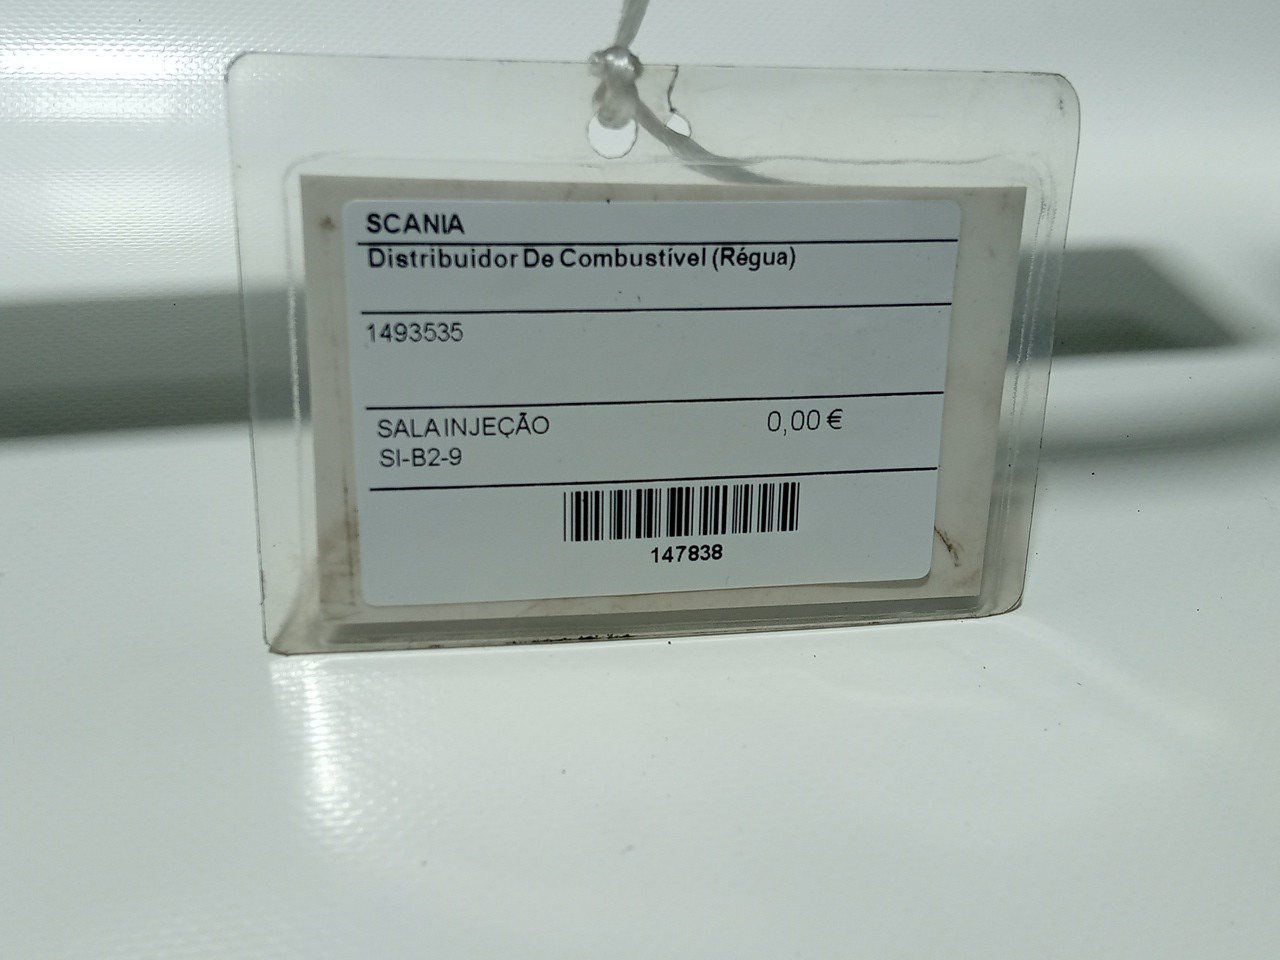 SCANIA
Distribuidor De Combustível (Régua)
1493535
SALA INJEÇÃO 0,00 €
SI-B2-9
147838